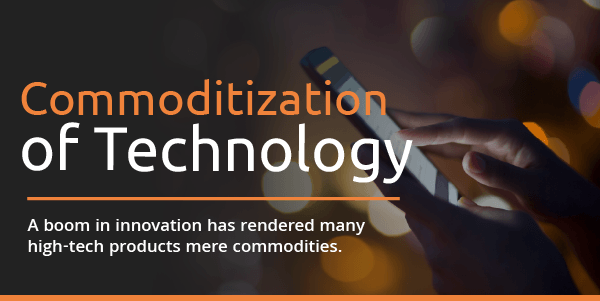 Commoditization
of Technology
A boom in innovation has rendered many
high-tech products mere commodities.